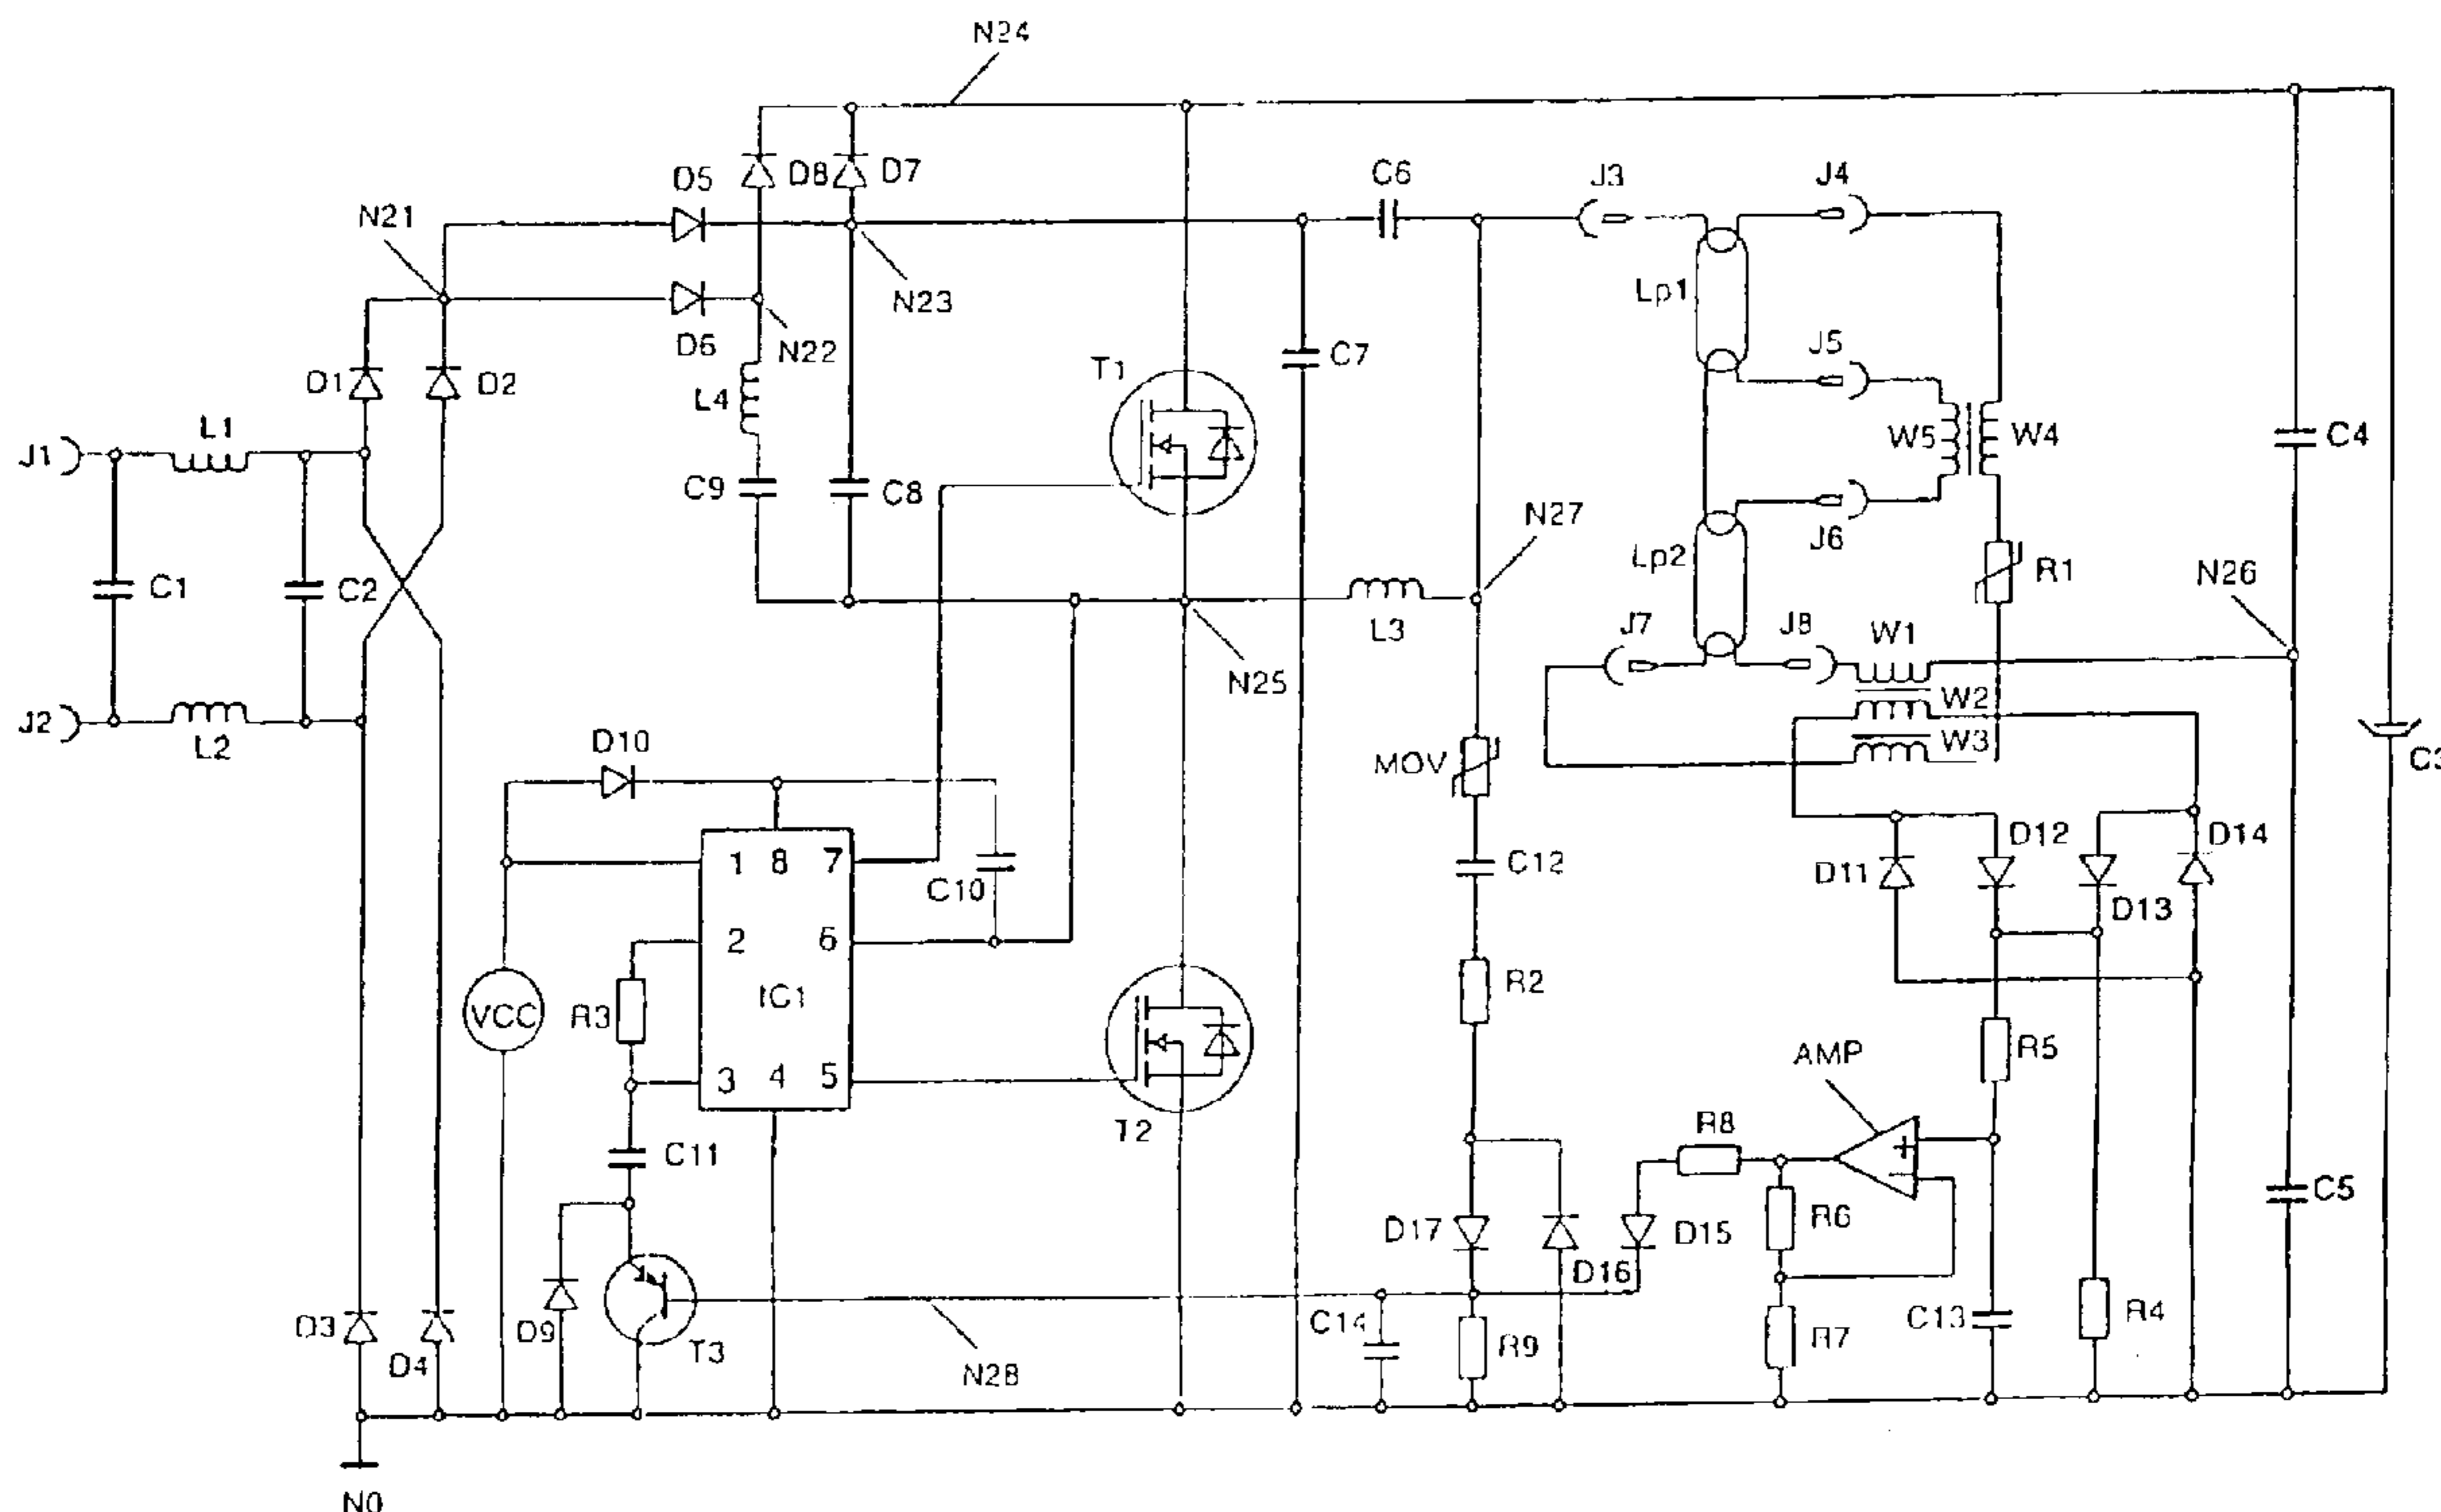 N24
D5
D8
D7
C6
J3
J4
N21
N23
Lp1
D6
N22
C7
J5
D1
D2
T1
L4
W5
W4
C4
J1
L1
C9
C8
N27
J6
C1
C2
Lp2
R1
N26
L3
J7
J8
W1
N25
J2
L2
W2
D10
MOV
W3
C3
1 8 7
D12
D14
C10
C12
D11
D13
2 6
R2
VCC
R3
IC1
AMP
R5
3 4 5
T2
R8
+
−
C11
C5
D17
D15
R6
D16
D3
D9
C14
R9
R7
C13
R4
D4
T3
N28
N0